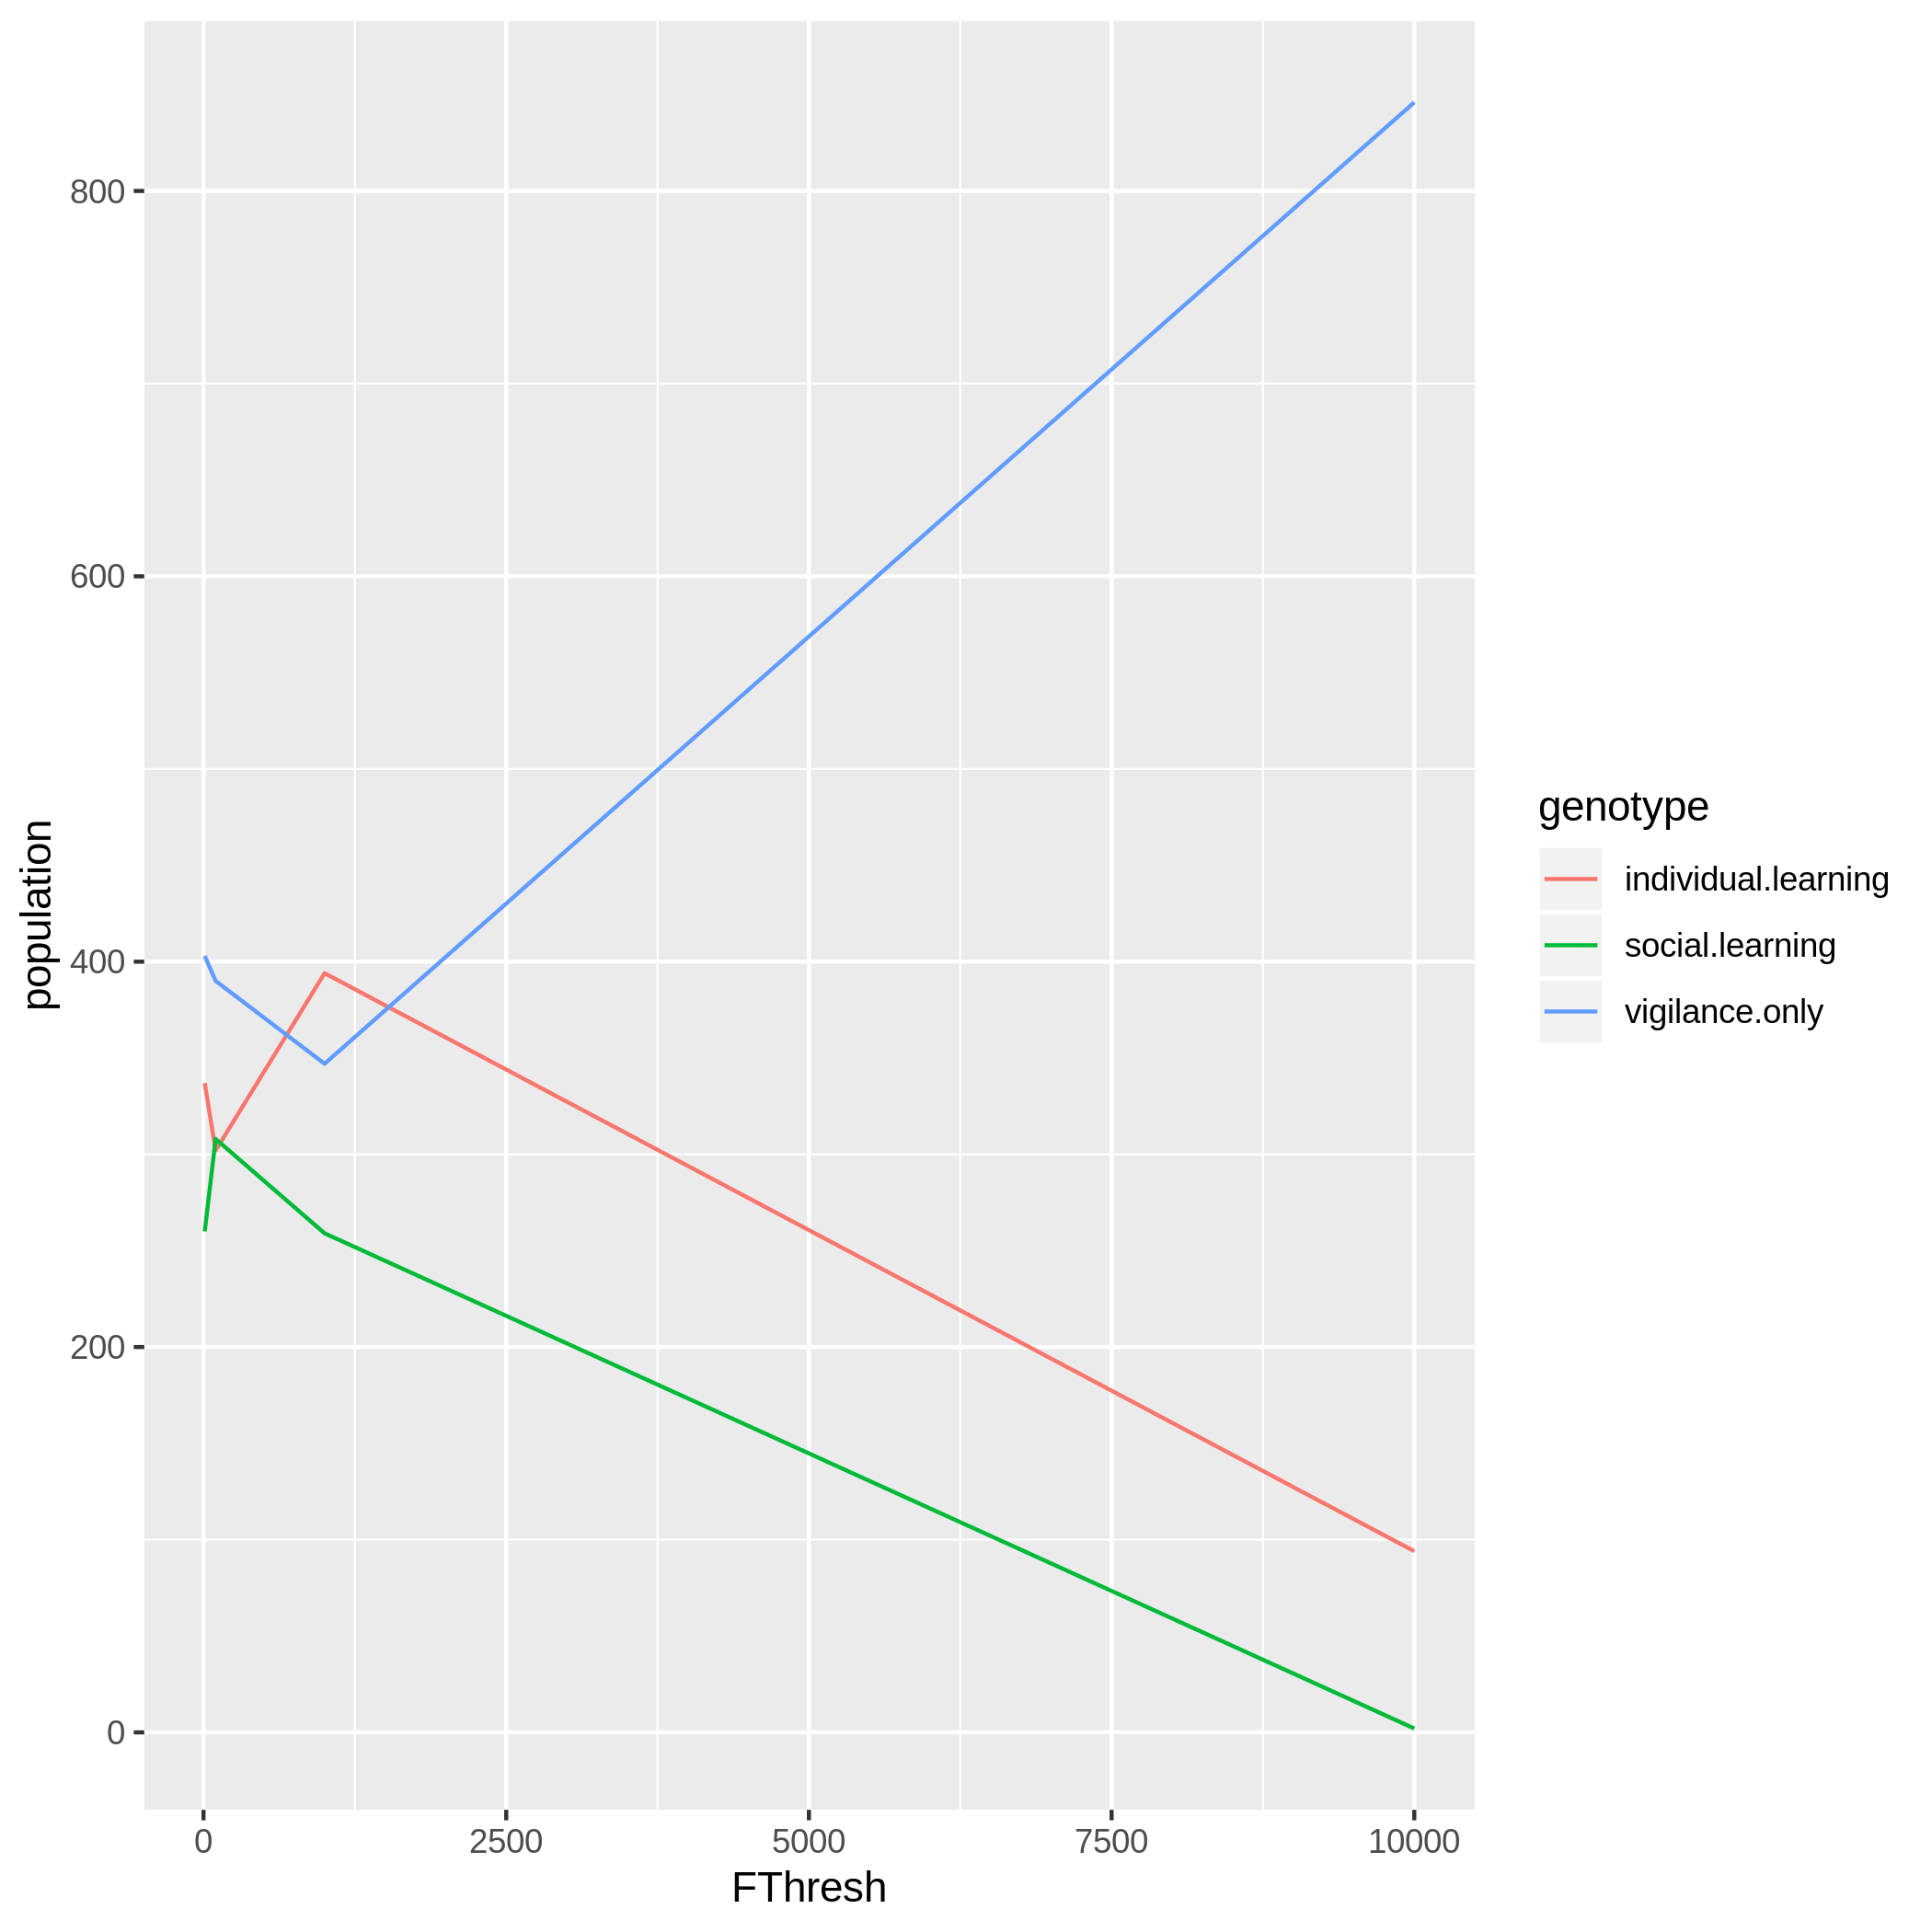 800
600
400
200
0
population
0 2500 5000 7500 10000
FThresh
genotype
individual.learning
social.learning
vigilance.only